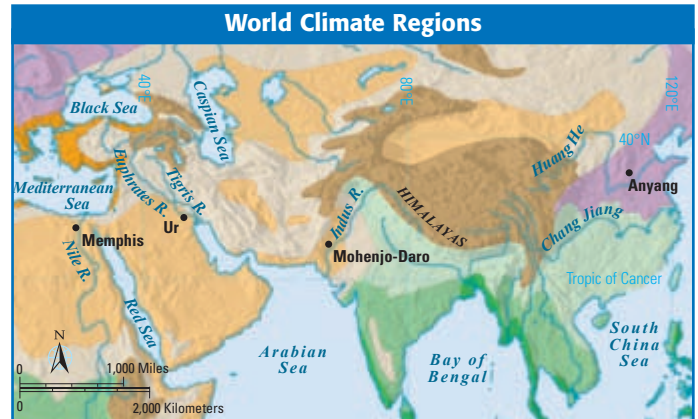 World Climate Regions
40°E
80°E
120°E
Black Sea
Caspian Sea
40°N
Huang He
Anyang
Mediterranean
Sea
Euphrates R.
Tigris R.
Ur
Memphis
Nile R.
Indus R.
HIMALAYAS
Mohenjo-Daro
Chang Jiang
Tropic of Cancer
Red Sea
Arabian
Sea
Bay of
Bengal
South
China
Sea
N
0
1,000 Miles
0
2,000 Kilometers